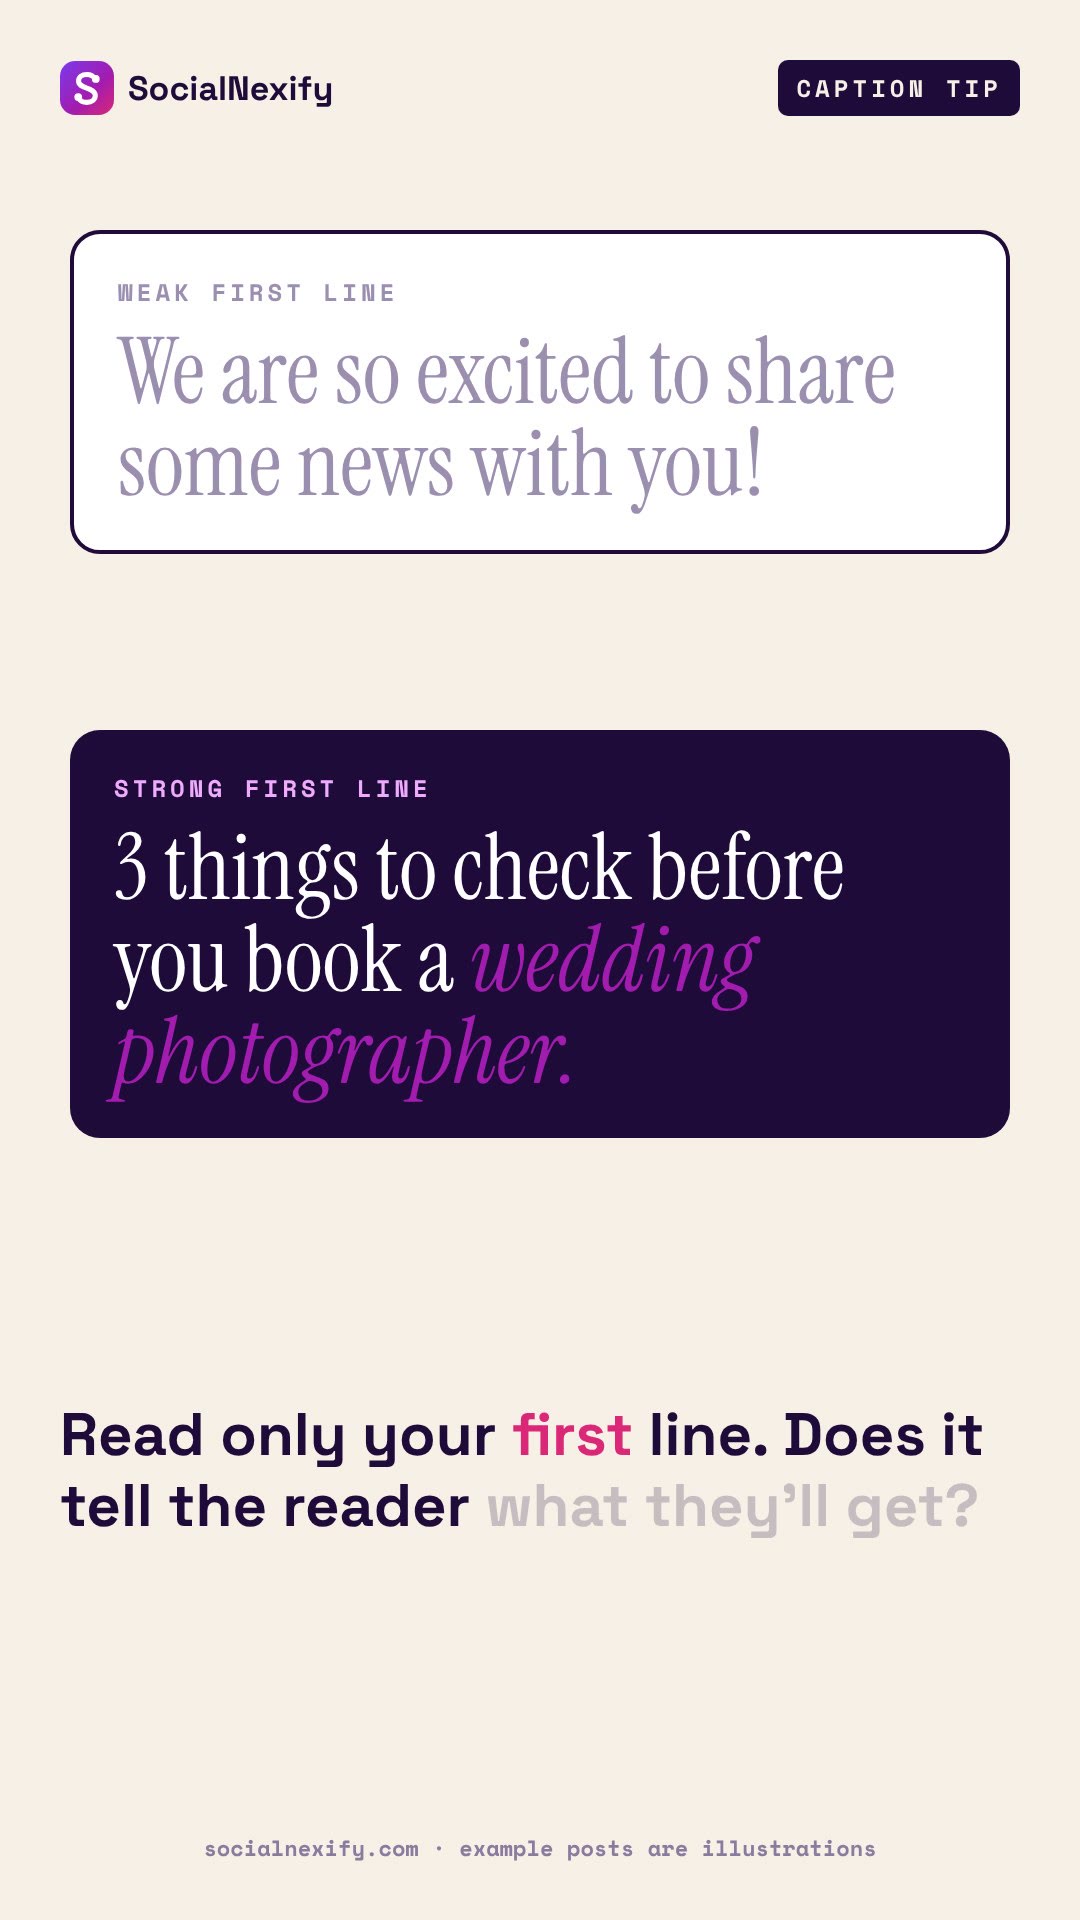 SocialNexify
CAPTION TIP
WEAK FIRST LINE
We are so excited to share
some news with you!
STRONG FIRST LINE
3 things to check before
you book a wedding
photographer.
Read only your first line. Does it
tell the reader what they’ll get?
socialnexify.com · example posts are illustrations